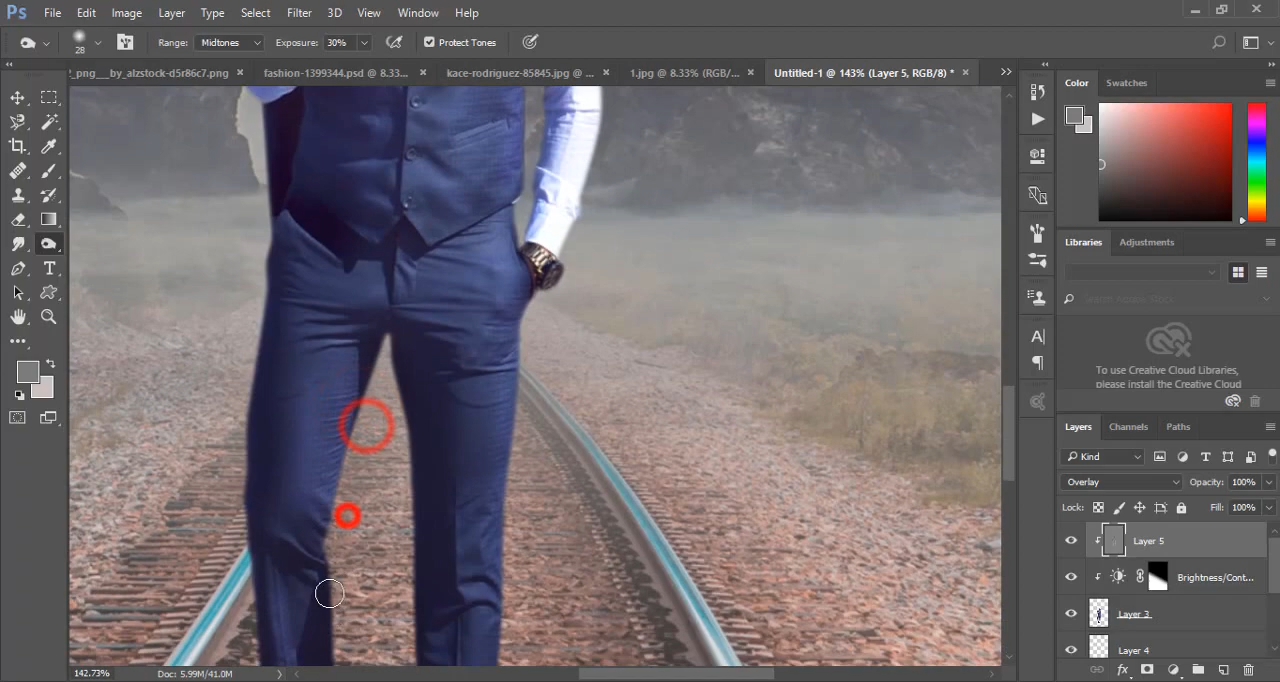 Ps File Edit Image Layer Type Select Filter 3D View Window Help
28 Range: Midtones Exposure: 30% Protect Tones
_png___by_alzstock-d5r86c7.png × fashion-1399344.psd @ 8.33... × kace-rodriguez-85845.jpg @ ... × 1.jpg @ 8.33% (RGB/... × Untitled-1 @ 143% (Layer 5, RGB/8) * ×
Color Swatches
Libraries Adjustments
Search Adobe Stock
To use Creative Cloud Libraries,
please install the Creative Cloud
Layers Channels Paths
Kind
Overlay Opacity: 100%
Lock: Fill: 100%
Layer 5
Brightness/Cont...
Layer 3
Layer 4
142.73% Doc: 5.99M/41.0M